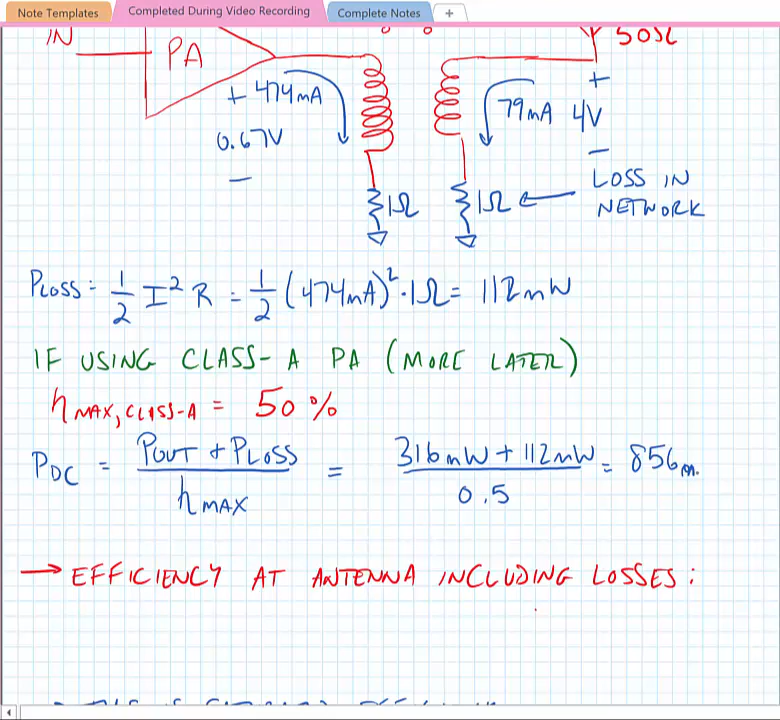 Note Templates
Completed During Video Recording
Complete Notes
+
IN
PA
50Ω
+ 474mA
0.67V
−
79mA
+
4V
−
1Ω
1Ω
LOSS IN
NETWORK
PLOSS = 1/2 I² R = 1/2 (474mA)² · 1Ω = 112mW
IF USING CLASS-A PA (MORE LATER)
ηMAX, CLASS-A = 50%
PDC = (POUT + PLOSS)/ηMAX = (316mW + 112mW)/0.5 = 856m
→ EFFICIENCY AT ANTENNA INCLUDING LOSSES: